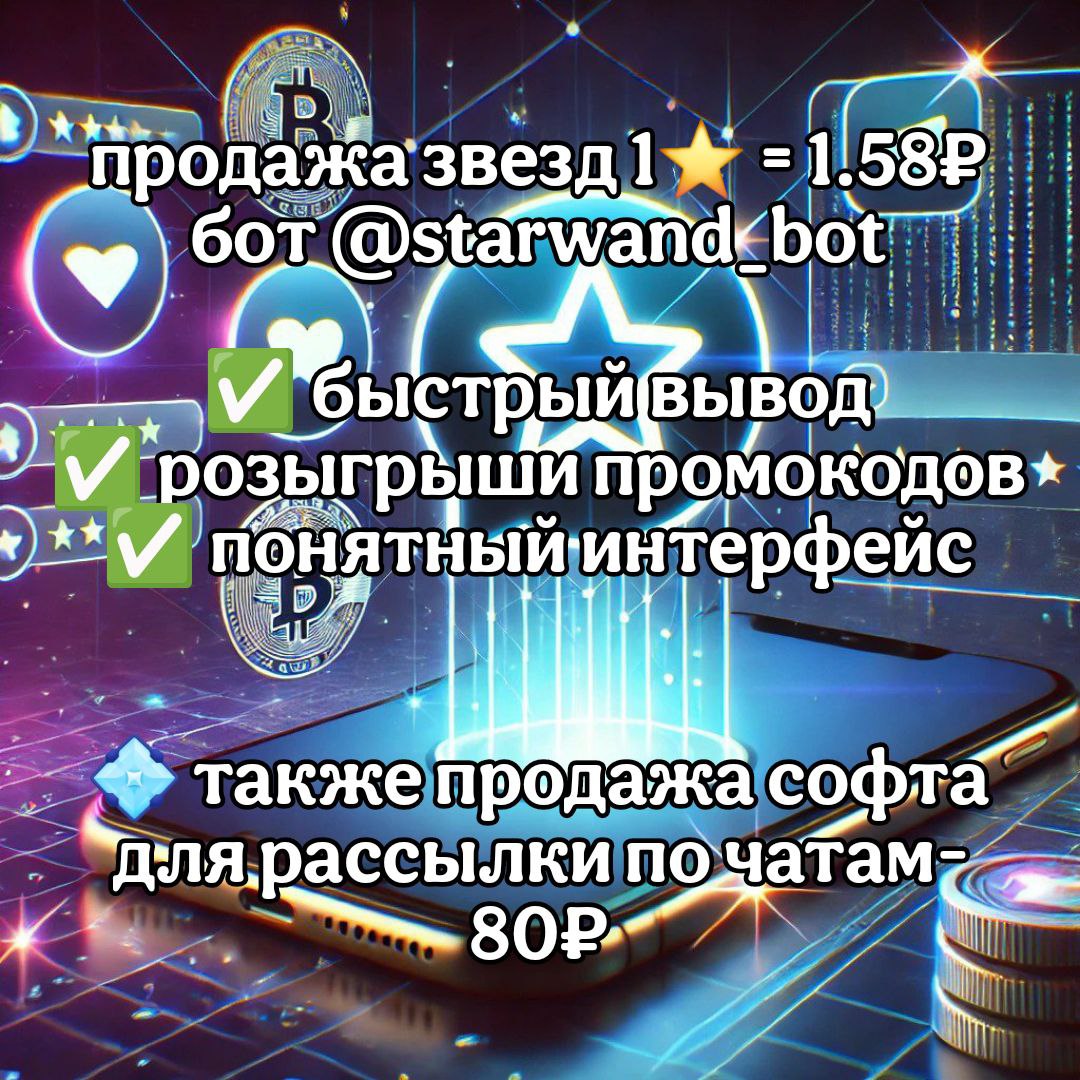 продажа звезд 1⭐ = 1.58₽
бот @starwand_bot
✅ быстрый вывод
✅ розыгрыши промокодов
✅ понятный интерфейс
💠 также продажа софта
для рассылки по чатам-
80₽